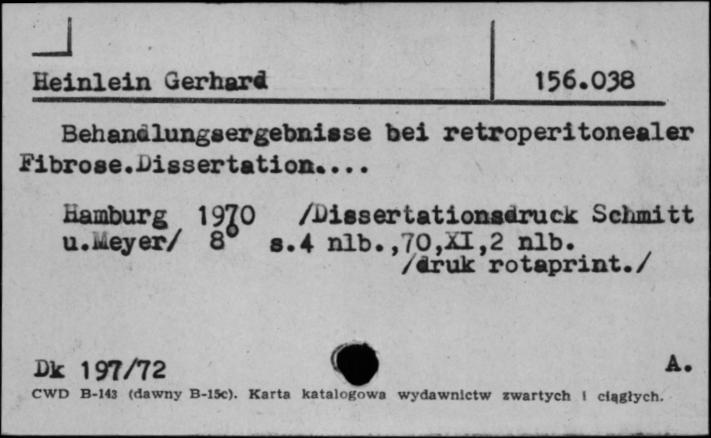 Heinlein Gerhard 156.038
Behandlungsergebnisse bei retroperitonealer
Fibrose.Dissertation....
Hamburg 1970 /Dissertationsdruck Schmitt
u.Meyer/ 8° s.4 nlb.,70,XI,2 nlb.
/druk rotaprint./
Dk 197/72 A.
CWD B-143 (dawny B-15c). Karta katalogowa wydawnictw zwartych i ciągłych.